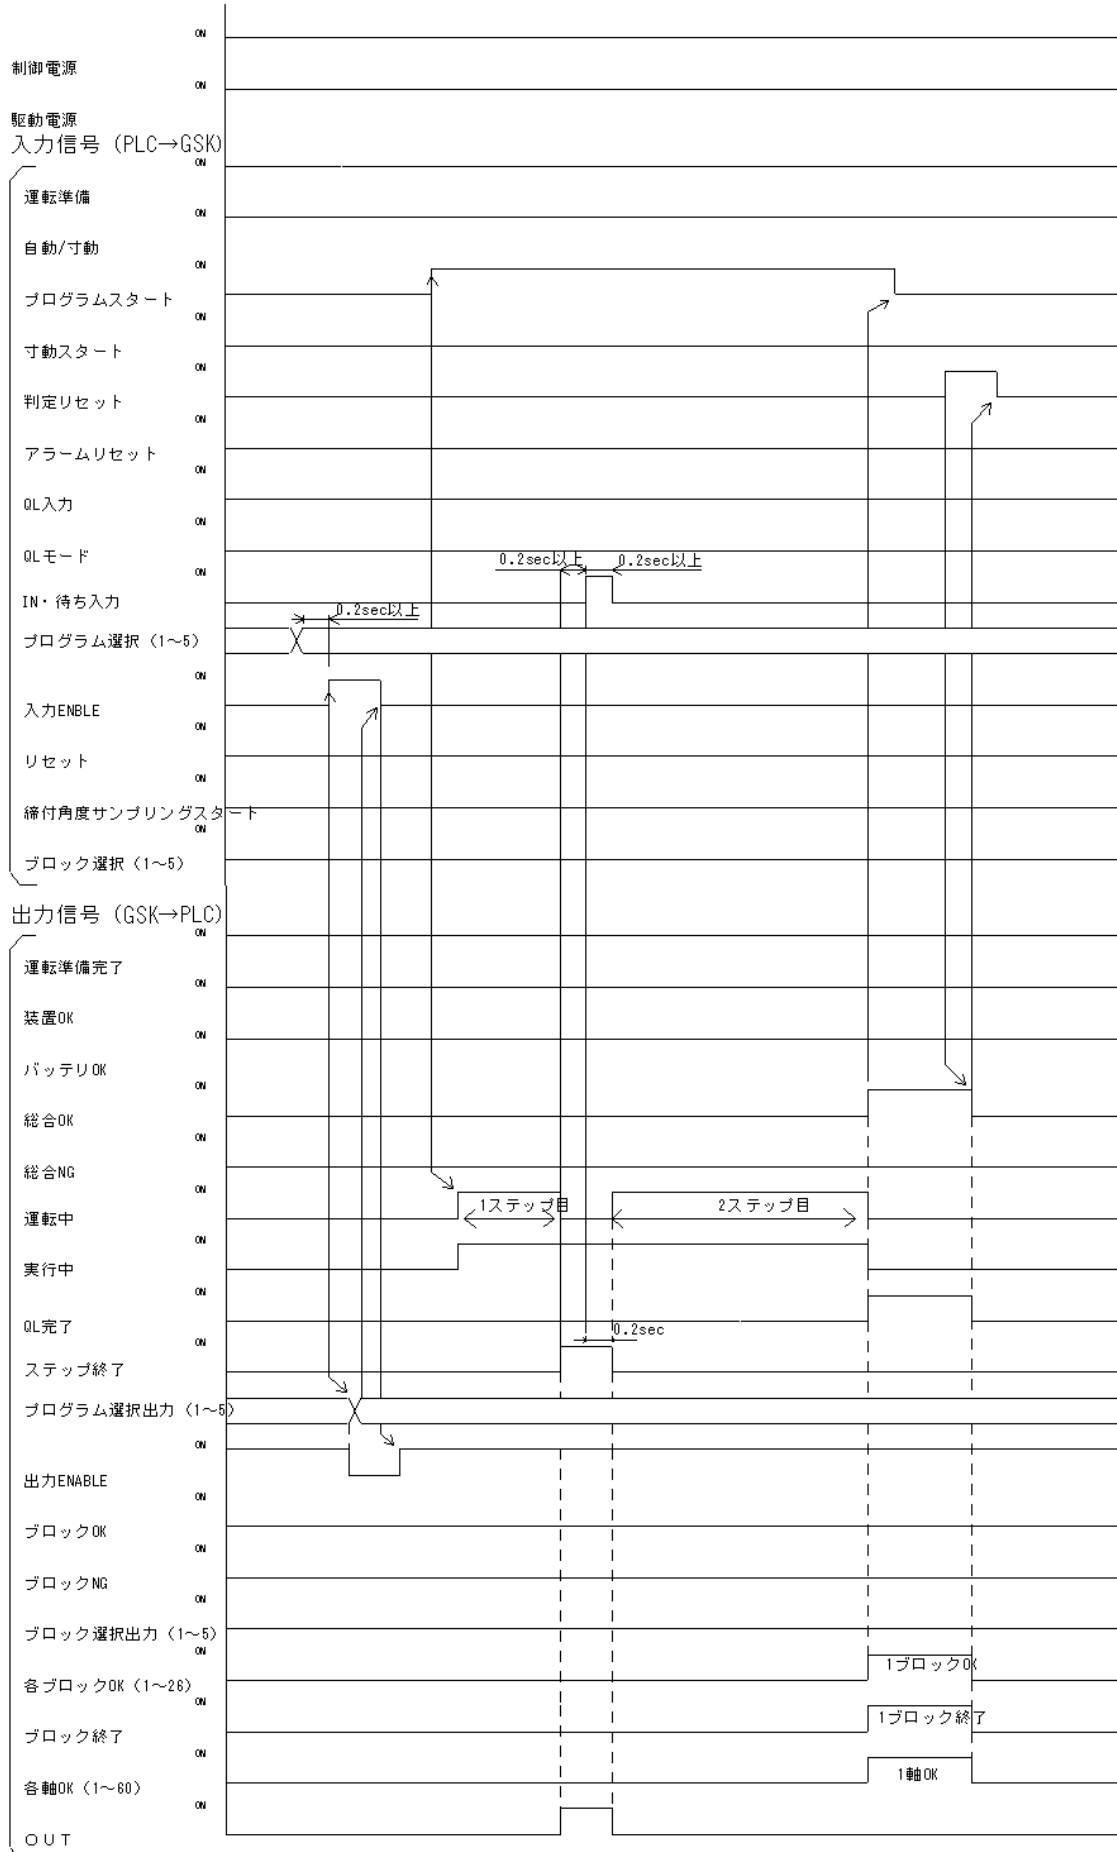 ON
制御電源
ON
駆動電源
入力信号（PLC→GSK）
ON
運転準備
ON
自動/寸動
ON
プログラムスタート
ON
寸動スタート
ON
判定リセット
ON
アラームリセット
ON
QL入力
ON
QLモード
0.2sec以上 0.2sec以上
ON
IN・待ち入力
0.2sec以上
プログラム選択（1～5）
ON
入力ENBLE
ON
リセット
ON
締付角度サンプリングスタート
ON
ブロック選択（1～5）
出力信号（GSK→PLC）
ON
運転準備完了
ON
装置OK
ON
バッテリOK
ON
総合OK
ON
総合NG
ON
1ステップ目 2ステップ目
運転中
ON
実行中
ON
QL完了
0.2sec
ON
ステップ終了
プログラム選択出力（1～5）
ON
出力ENABLE
ON
ブロックOK
ON
ブロックNG
ON
ブロック選択出力（1～5）
ON
1ブロックOK
各ブロックOK（1～26）
ON
1ブロック終了
ブロック終了
ON
1軸OK
各軸OK（1～60）
ON
ＯＵＴ